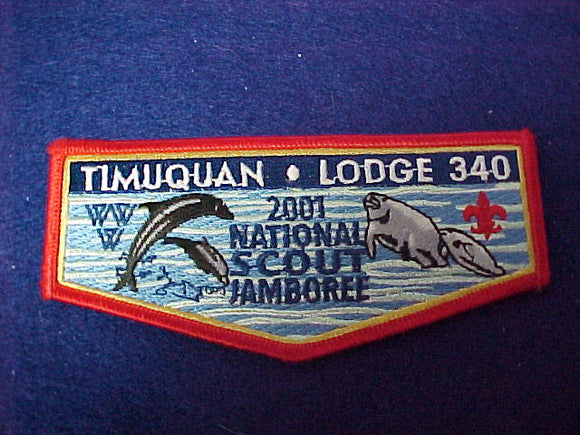 TIMUQUAN • LODGE 340
WWW
2001
NATIONAL
SCOUT
JAMBOREE